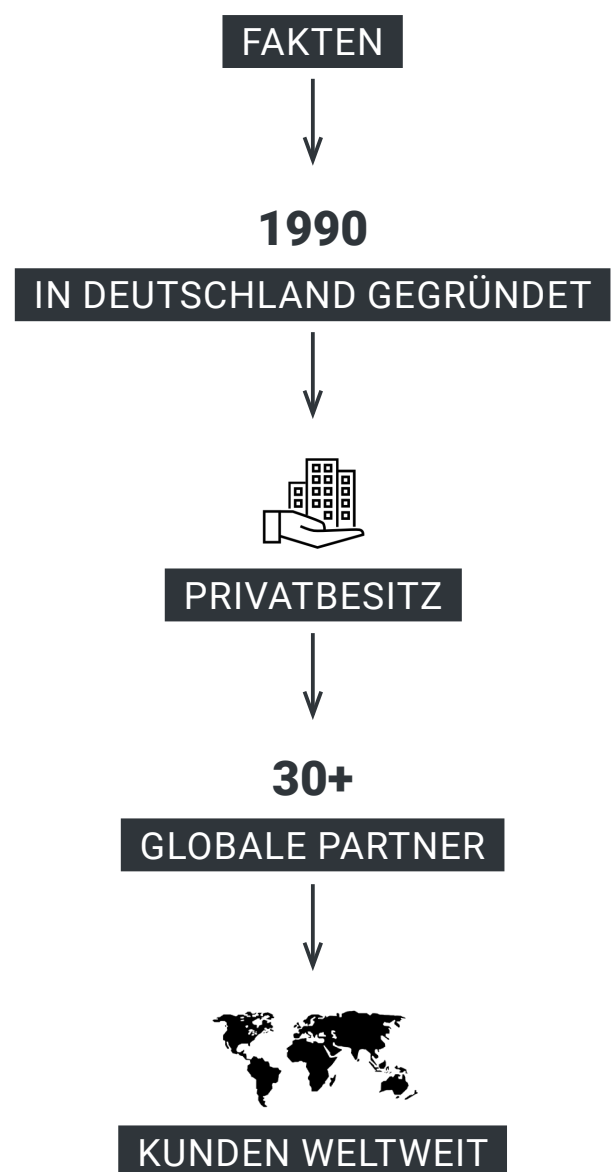 FAKTEN
1990
IN DEUTSCHLAND GEGRÜNDET
PRIVATBESITZ
30+
GLOBALE PARTNER
KUNDEN WELTWEIT